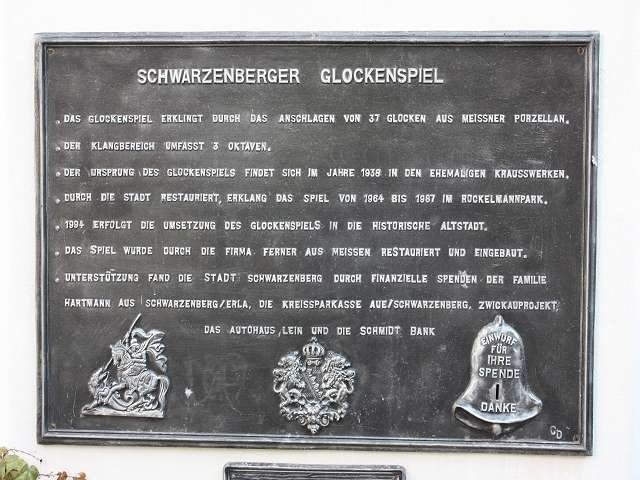 SCHWARZENBERGER GLOCKENSPIEL
. DAS GLOCKENSPIEL ERKLINGT DURCH DAS ANSCHLAGEN VON 37 GLOCKEN AUS MEISSNER PORZELLAN.
. DER KLANGBEREICH UMFASST 3 OKTAVEN.
. DER URSPRUNG DES GLOCKENSPIELS FINDET SICH IM JAHRE 1938 IN DEN EHEMALIGEN KRAUSSWERKEN.
. DURCH DIE STADT RESTAURIERT, ERKLANG DAS SPIEL VON 1964 BIS 1987 IM ROCKELMANNPARK.
. 1994 ERFOLGT DIE UMSETZUNG DES GLOCKENSPIELS IN DIE HISTORISCHE ALTSTADT.
. DAS SPIEL WURDE DURCH DIE FIRMA FERNER AUS MEISSEN RESTAURIERT UND EINGEBAUT.
. UNTERSTÜTZUNG FAND DIE STADT SCHWARZENBERG DURCH FINANZIELLE SPENDEN DER FAMILIE
HARTMANN AUS SCHWARZENBERG/ERLA, DIE KREISSPARKASSE AUE/SCHWARZENBERG, ZWICKAUPROJEKT,
DAS AUTOHAUS LEIN UND DIE SCHMIDT BANK
EINWURF
FÜR
IHRE
SPENDE
DANKE
GD